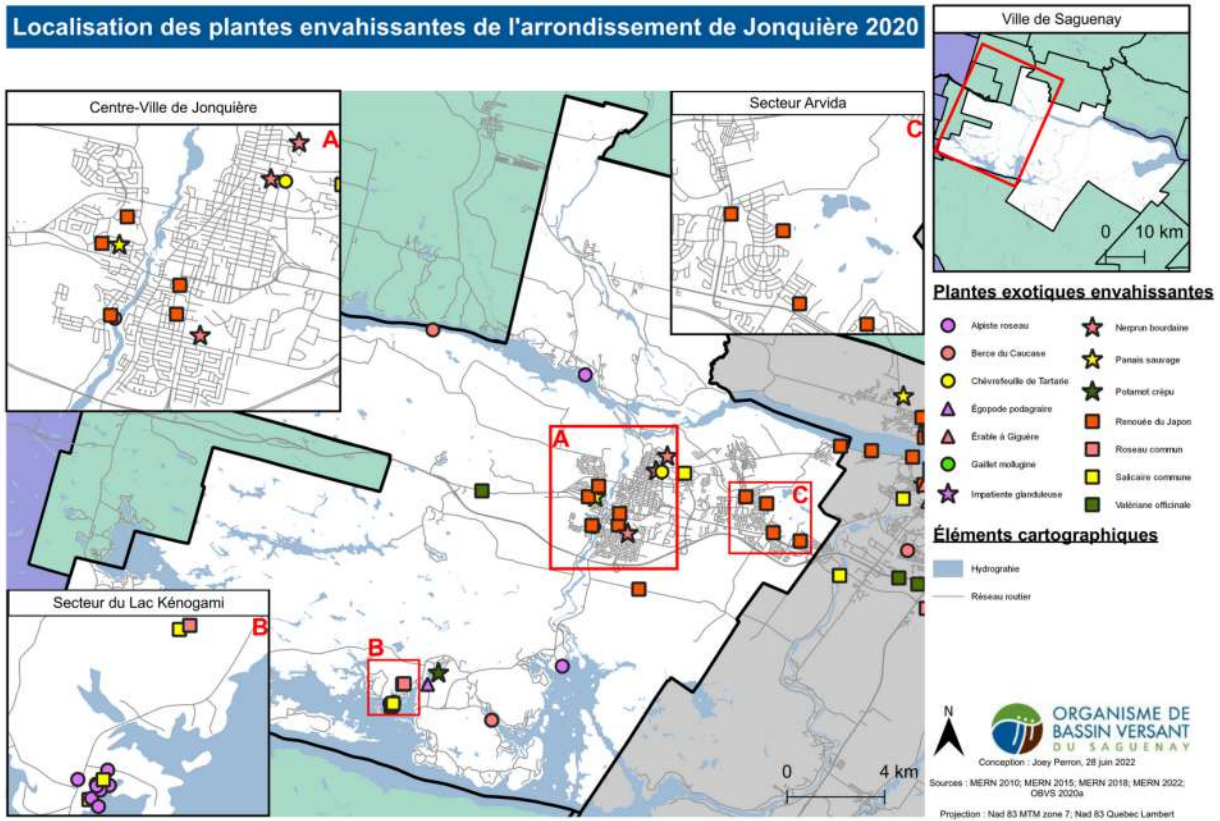 Localisation des plantes envahissantes de l'arrondissement de Jonquière 2020
Ville de Saguenay
0 10 km
Centre-Ville de Jonquière
A
Secteur Arvida
C
A
C
B
Secteur du Lac Kénogami
B
0 4 km
Plantes exotiques envahissantes
Alpiste roseau
Berce du Caucase
Chèvrefeuille de Tartarie
Égopode podagraire
Érable à Giguère
Gaillet mollugine
Impatiente glanduleuse
Nerprun bourdaine
Panais sauvage
Potamot crépu
Renouée du Japon
Roseau commun
Salicaire commune
Valériane officinale
Éléments cartographiques
Hydrograhie
Réseau routier
N
ORGANISME DE
BASSIN VERSANT
DU SAGUENAY
Conception : Joey Perron, 28 juin 2022
Sources : MERN 2010; MERN 2015; MERN 2018; MERN 2022;
OBVS 2020a
Projection : Nad 83 MTM zone 7; Nad 83 Quebec Lambert